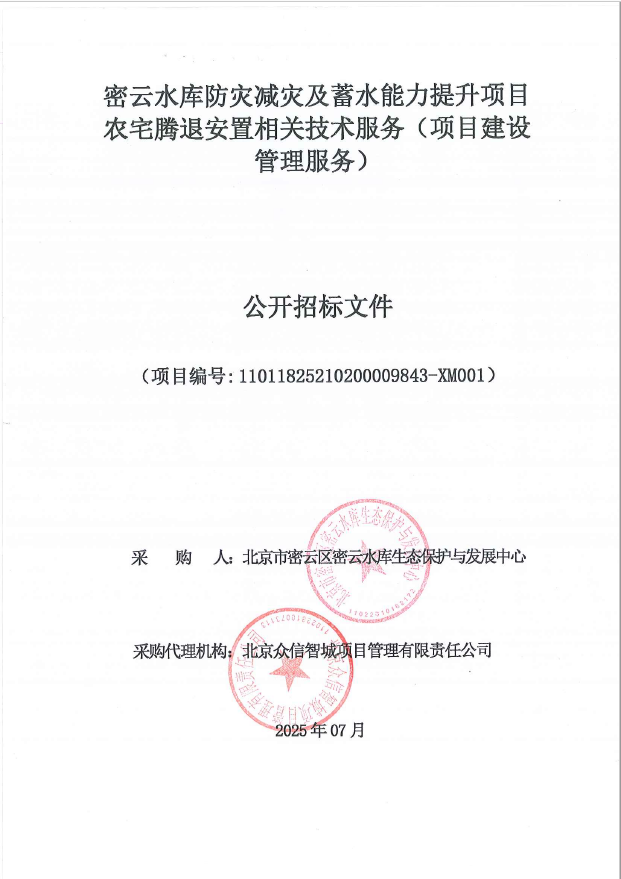 密云水库防灾减灾及蓄水能力提升项目
农宅腾退安置相关技术服务（项目建设
管理服务）
公开招标文件
（项目编号:11011825210200009843-XM001）
采 购 人：北京市密云区密云水库生态保护与发展中心
采购代理机构：北京众信智城项目管理有限责任公司
2025年07月